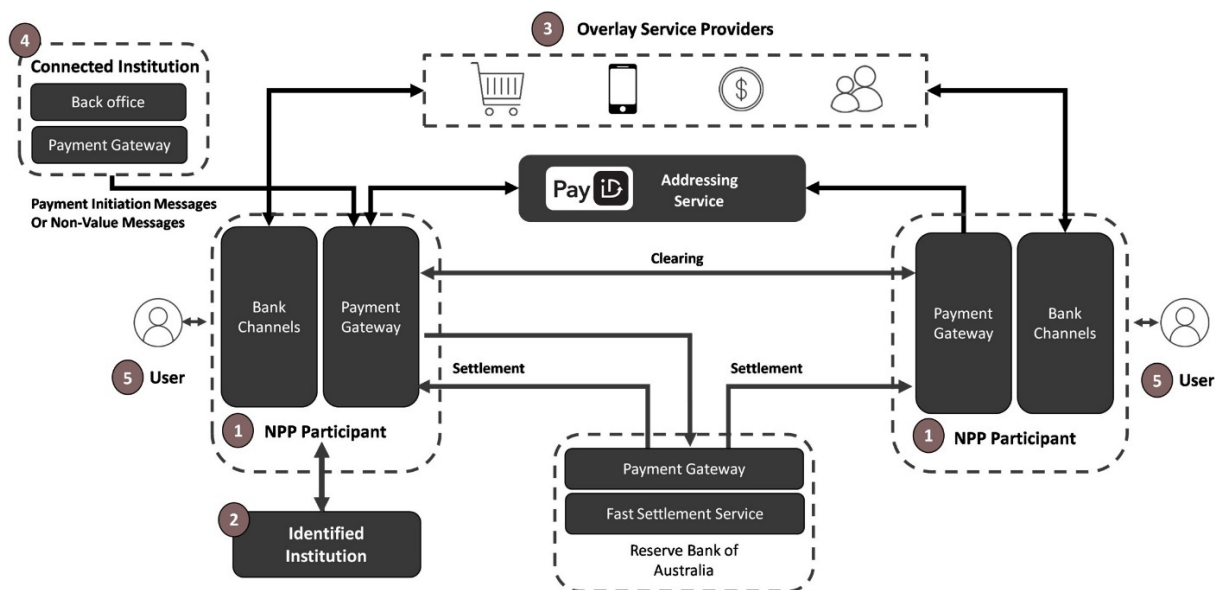 4
Connected Institution
Back office
Payment Gateway
Payment Initiation Messages
Or Non-Value Messages
3 Overlay Service Providers
$
Pay iD
Addressing
Service
Bank
Channels
Payment
Gateway
Clearing
Payment
Gateway
Bank
Channels
5 User
Settlement
Settlement
5 User
1 NPP Participant
1 NPP Participant
Payment Gateway
Fast Settlement Service
Reserve Bank of
Australia
2
Identified
Institution